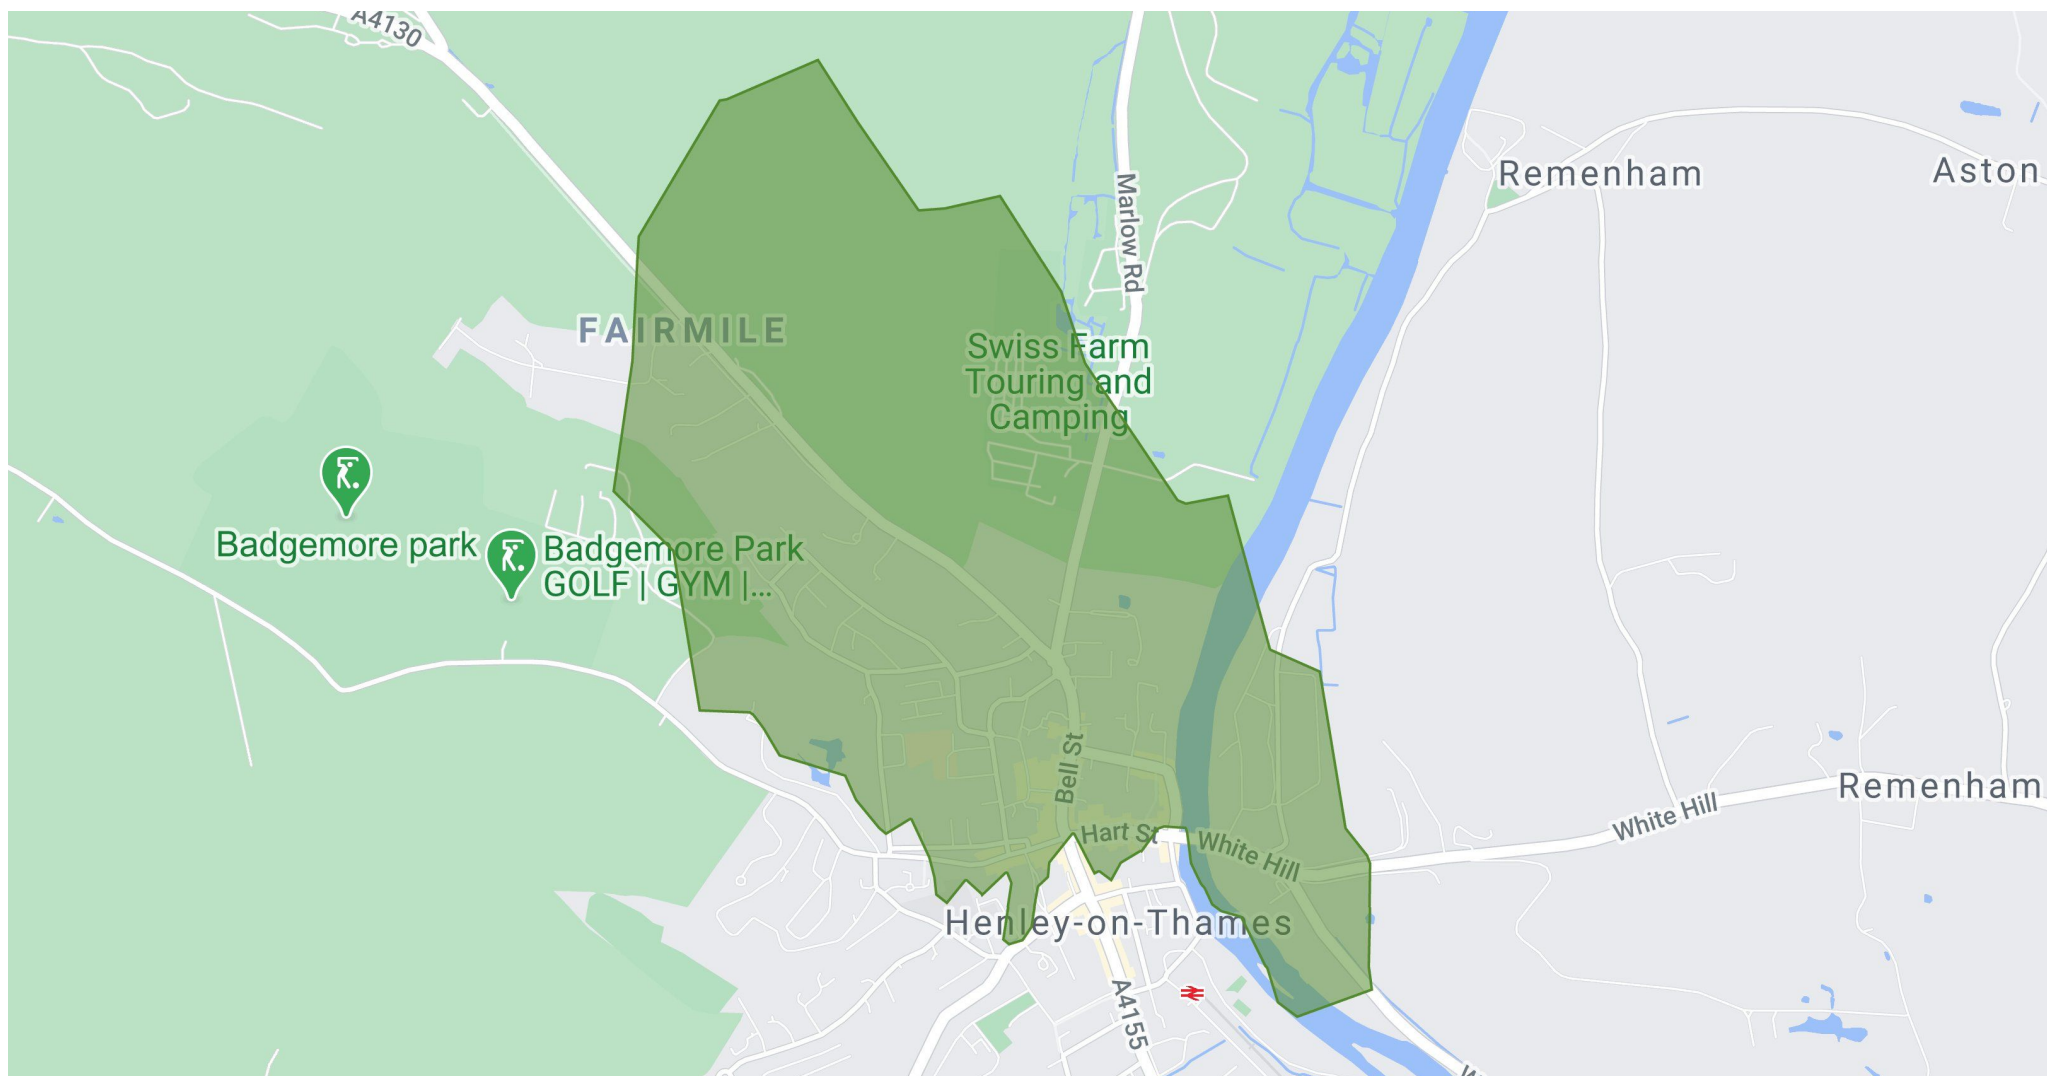 A4130
Remenham
Aston
Marlow Rd
FAIRMILE
Swiss Farm
Touring and
Camping
Badgemore park
Badgemore Park
GOLF | GYM |...
Bell St
Hart St
White Hill
White Hill
Remenham
Henley-on-Thames
A4155